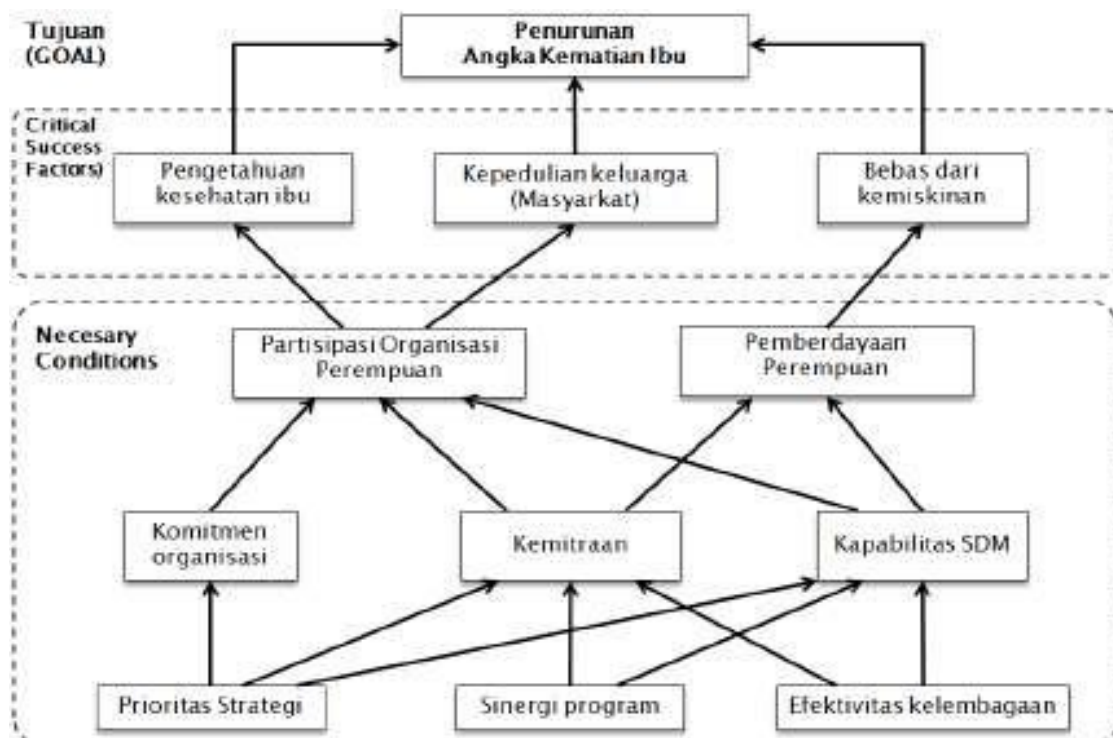 Tujuan
(GOAL)
Penurunan
Angka Kematian Ibu
Critical
Success
Factors)
Pengetahuan
kesehatan ibu
Kepedulian keluarga
(Masyarkat)
Bebas dari
kemiskinan
Necesary
Conditions
Partisipasi Organisasi
Perempuan
Pemberdayaan
Perempuan
Komitmen
organisasi
Kemitraan
Kapabilitas SDM
Prioritas Strategi
Sinergi program
Efektivitas kelembagaan